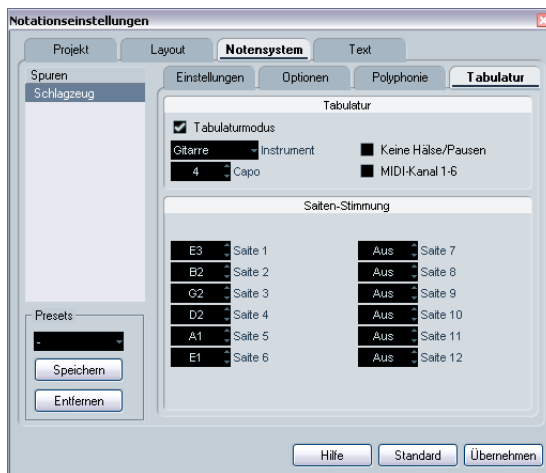 Notationseinstellungen
Projekt Layout Notensystem Text
Spuren
Schlagzeug
Einstellungen Optionen Polyphonie Tabulatur
Tabulatur
Tabulaturmodus
Gitarre Instrument Keine Hälse/Pausen
4 Capo MIDI-Kanal 1-6
Saiten-Stimmung
E3 Saite 1 Aus Saite 7
B2 Saite 2 Aus Saite 8
G2 Saite 3 Aus Saite 9
D2 Saite 4 Aus Saite 10
A1 Saite 5 Aus Saite 11
E1 Saite 6 Aus Saite 12
Presets
-
Speichern
Entfernen
Hilfe Standard Übernehmen